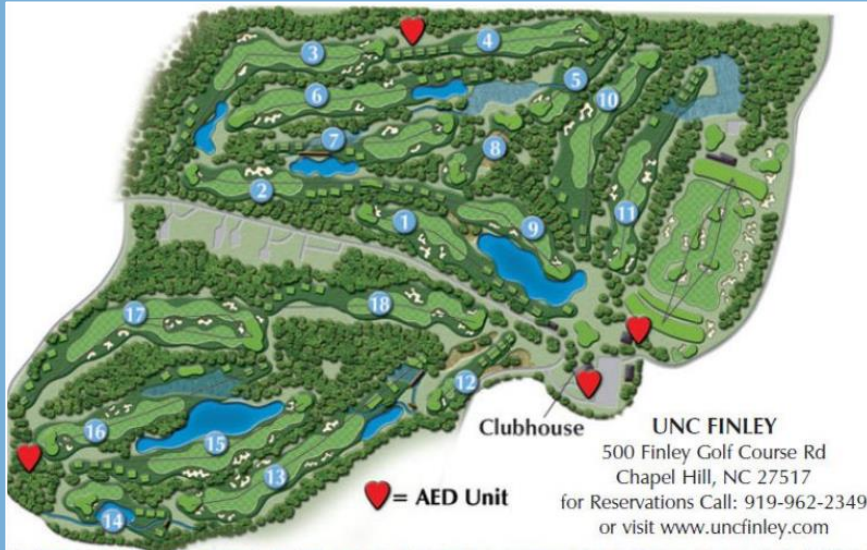 3
4
5
6
10
7
8
2
11
1
9
17
18
12
16
15
13
14
Clubhouse
= AED Unit
UNC FINLEY
500 Finley Golf Course Rd
Chapel Hill, NC 27517
for Reservations Call: 919-962-2349
or visit www.uncfinley.com